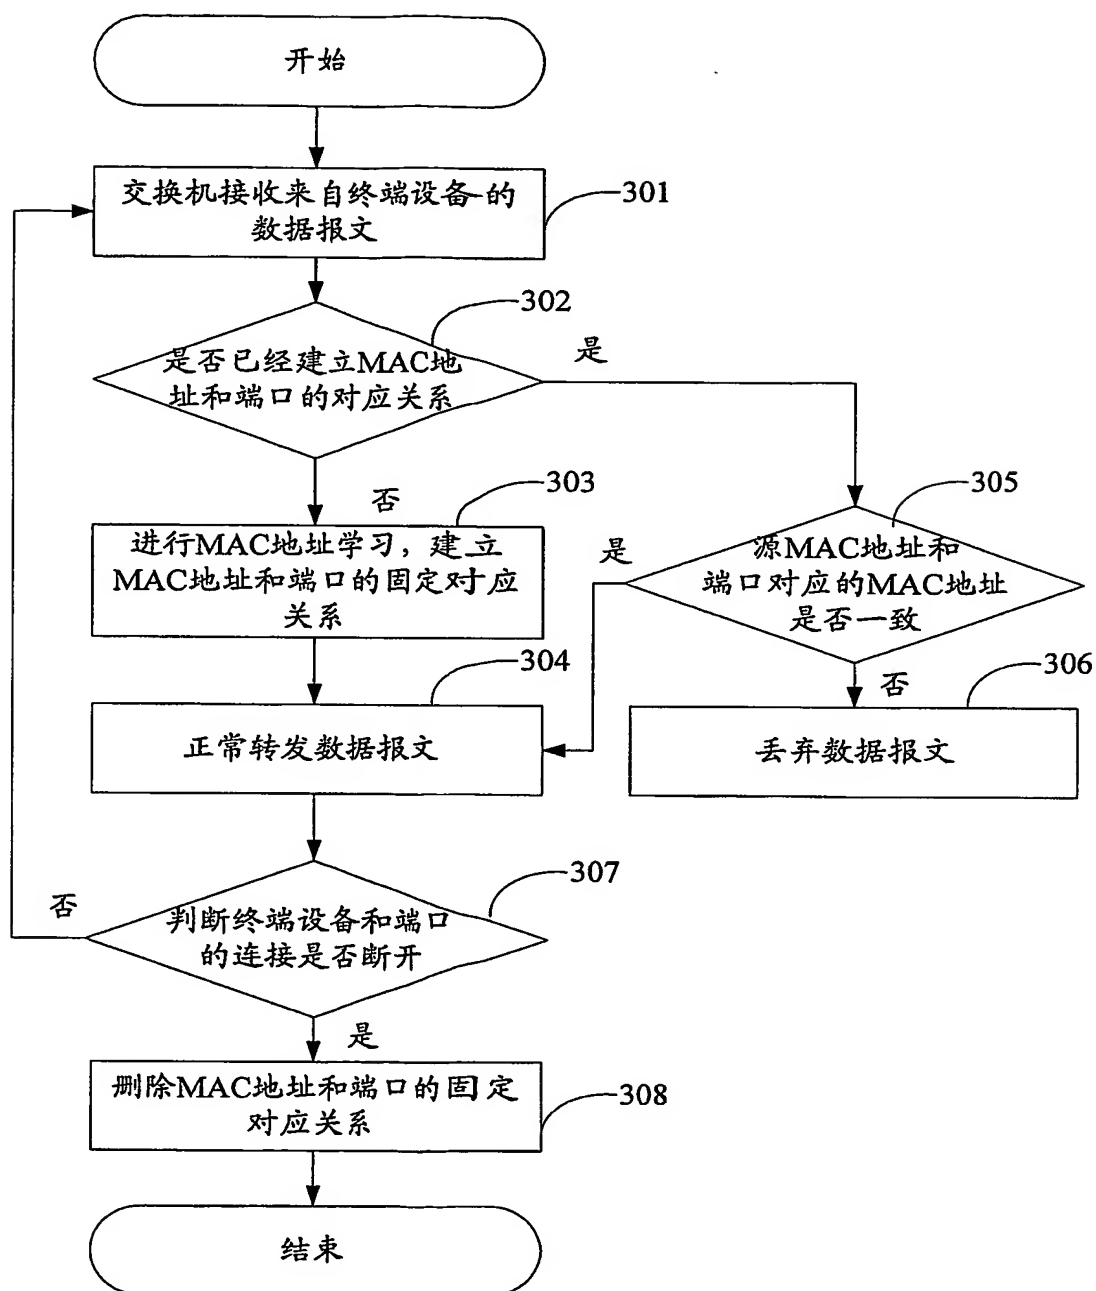 开始
交换机接收来自终端设备的
数据报文
301
302
是否已经建立MAC地
址和端口的对应关系
是
否
303
进行MAC地址学习，建立
MAC地址和端口的固定对应
关系
305
是
源MAC地址和
端口对应的MAC地址
是否一致
304
正常转发数据报文
否
306
丢弃数据报文
307
否
判断终端设备和端口
的连接是否断开
是
删除MAC地址和端口的固定
对应关系
308
结束